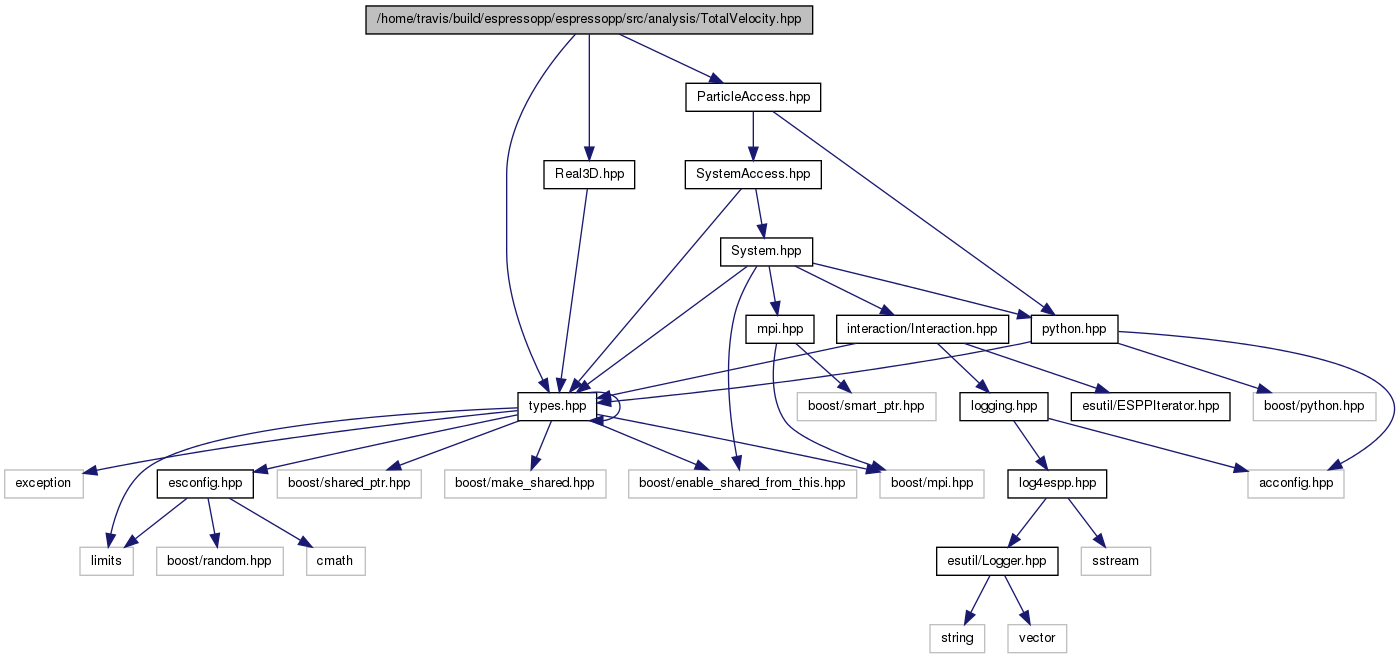 /home/travis/build/espressopp/espressopp/src/analysis/TotalVelocity.hpp
ParticleAccess.hpp
Real3D.hpp
SystemAccess.hpp
System.hpp
mpi.hpp
interaction/Interaction.hpp
python.hpp
types.hpp
boost/smart_ptr.hpp
logging.hpp
esutil/ESPPIterator.hpp
boost/python.hpp
exception
esconfig.hpp
boost/shared_ptr.hpp
boost/make_shared.hpp
boost/enable_shared_from_this.hpp
boost/mpi.hpp
log4espp.hpp
acconfig.hpp
limits
boost/random.hpp
cmath
esutil/Logger.hpp
sstream
string
vector